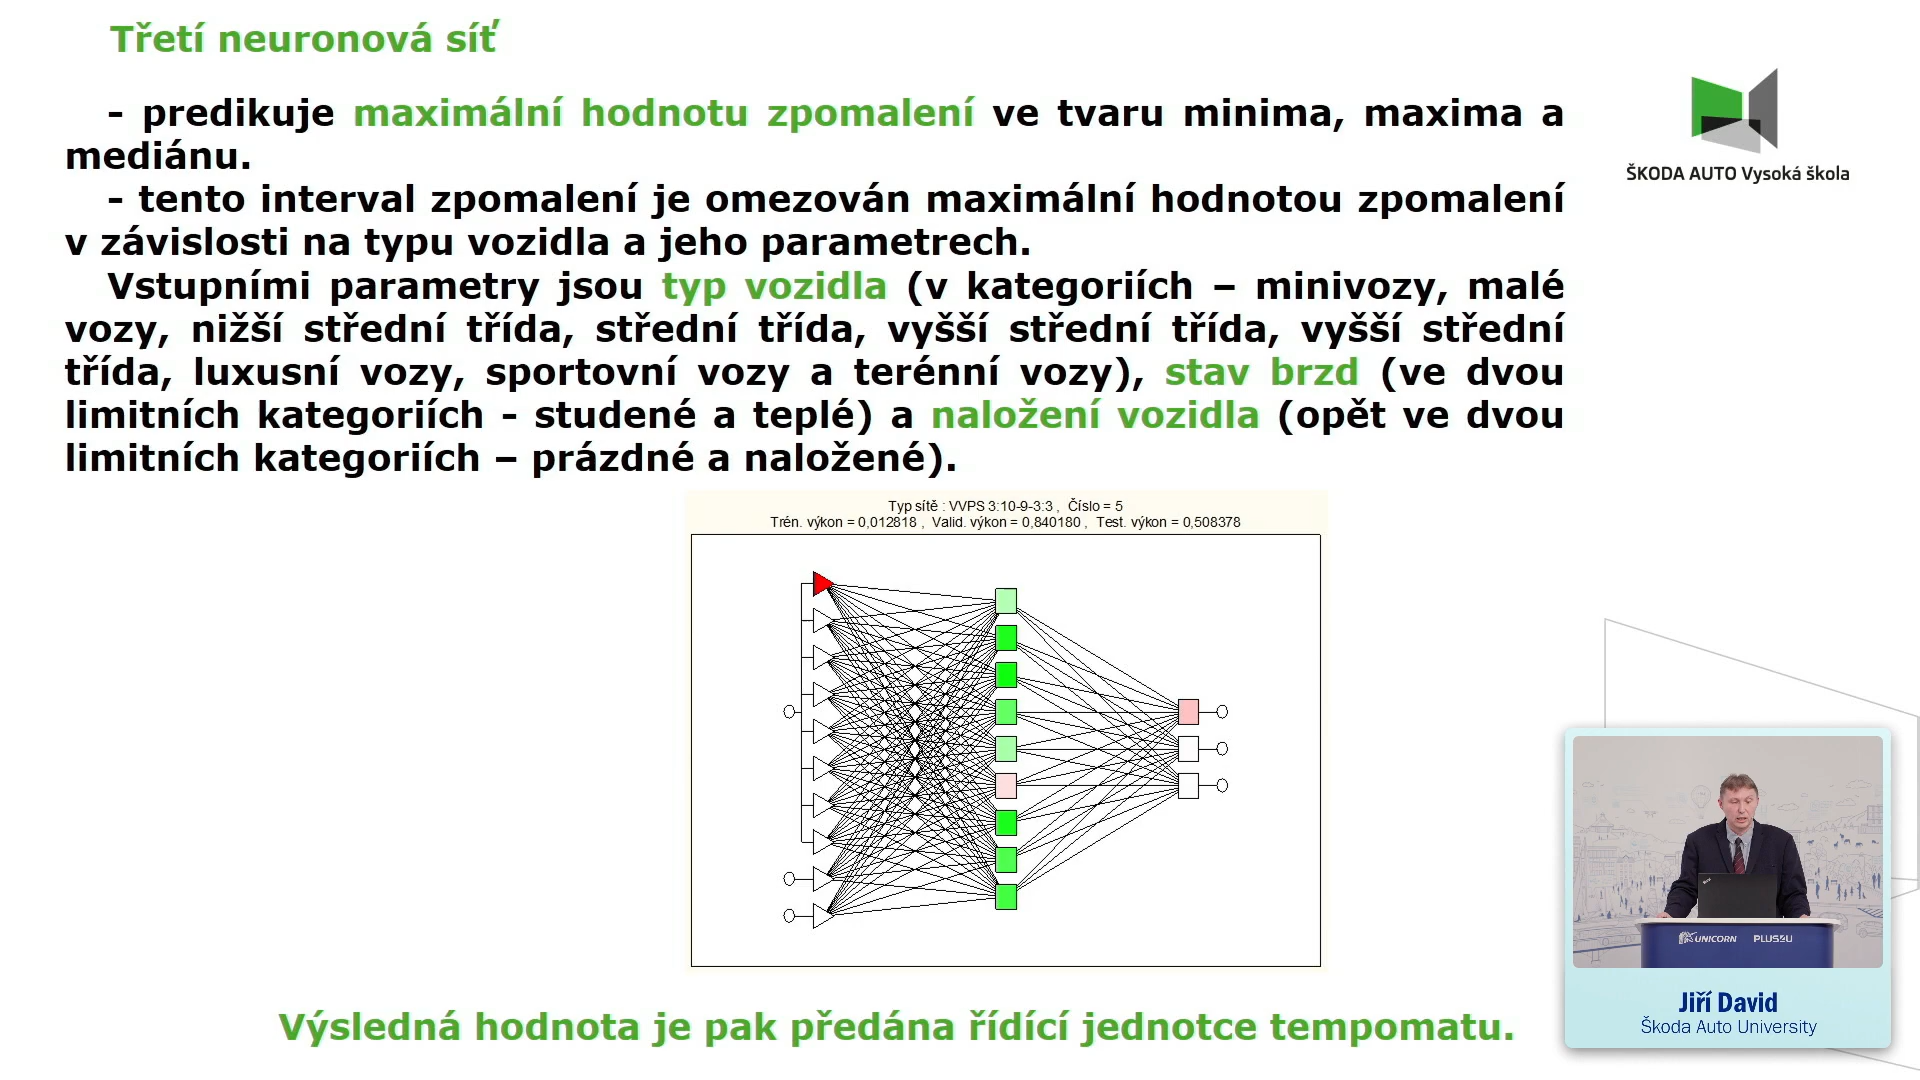 Třetí neuronová síť
- predikuje maximální hodnotu zpomalení ve tvaru minima, maxima a
mediánu.
- tento interval zpomalení je omezován maximální hodnotou zpomalení
v závislosti na typu vozidla a jeho parametrech.
Vstupními parametry jsou typ vozidla (v kategoriích – minivozy, malé
vozy, nižší střední třída, střední třída, vyšší střední třída, vyšší střední
třída, luxusní vozy, sportovní vozy a terénní vozy), stav brzd (ve dvou
limitních kategoriích - studené a teplé) a naložení vozidla (opět ve dvou
limitních kategoriích – prázdné a naložené).
ŠKODA AUTO Vysoká škola
Typ sítě : VVPS 3:10-9-3:3 , Číslo = 5
Trén. výkon = 0,012818 , Valid. výkon = 0,840180 , Test. výkon = 0,508378
UNICORN PLUS4U
Jiří David
Škoda Auto University
Výsledná hodnota je pak předána řídící jednotce tempomatu.